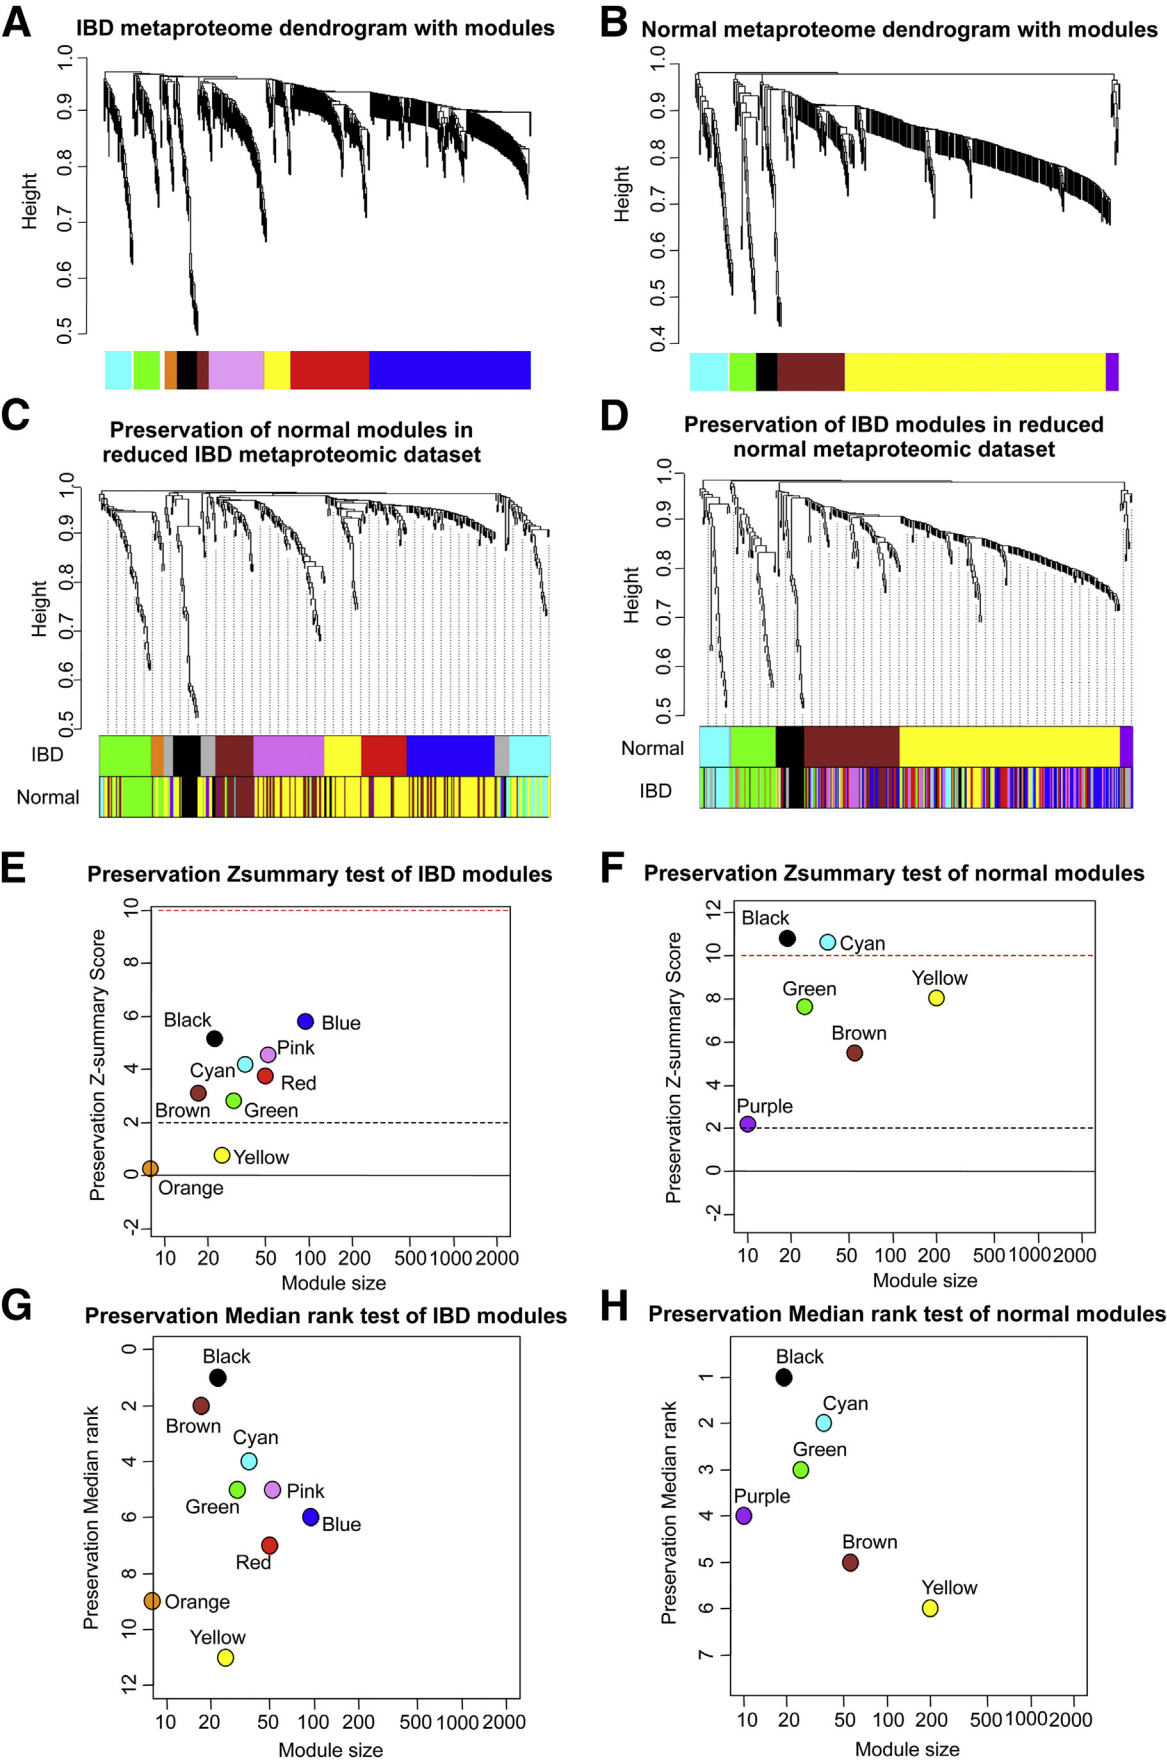 A
IBD metaproteome dendrogram with modules
Height
1.0
0.9
0.8
0.7
0.6
0.5
B
Normal metaproteome dendrogram with modules
Height
1.0
0.9
0.8
0.7
0.6
0.5
0.4
C
Preservation of normal modules in
reduced IBD metaproteomic dataset
Height
1.0
0.9
0.8
0.7
0.6
0.5
IBD
Normal
D
Preservation of IBD modules in reduced
normal metaproteomic dataset
Height
1.0
0.9
0.8
0.7
0.6
0.5
Normal
IBD
E
Preservation Zsummary test of IBD modules
Preservation Z-summary Score
10
8
6
4
2
0
-2
Black
Blue
Pink
Cyan
Red
Brown
Green
Yellow
Orange
10 20 50 100 200 500 1000 2000
Module size
F
Preservation Zsummary test of normal modules
Preservation Z-summary Score
12
10
8
6
4
2
0
-2
Black
Cyan
Yellow
Green
Brown
Purple
10 20 50 100 200 500 1000 2000
Module size
G
Preservation Median rank test of IBD modules
Preservation Median rank
0
2
4
6
8
10
12
Black
Brown
Cyan
Green
Pink
Blue
Red
Orange
Yellow
10 20 50 100 200 500 1000 2000
Module size
H
Preservation Median rank test of normal modules
Preservation Median rank
1
2
3
4
5
6
7
Black
Cyan
Green
Purple
Brown
Yellow
10 20 50 100 200 500 1000 2000
Module size